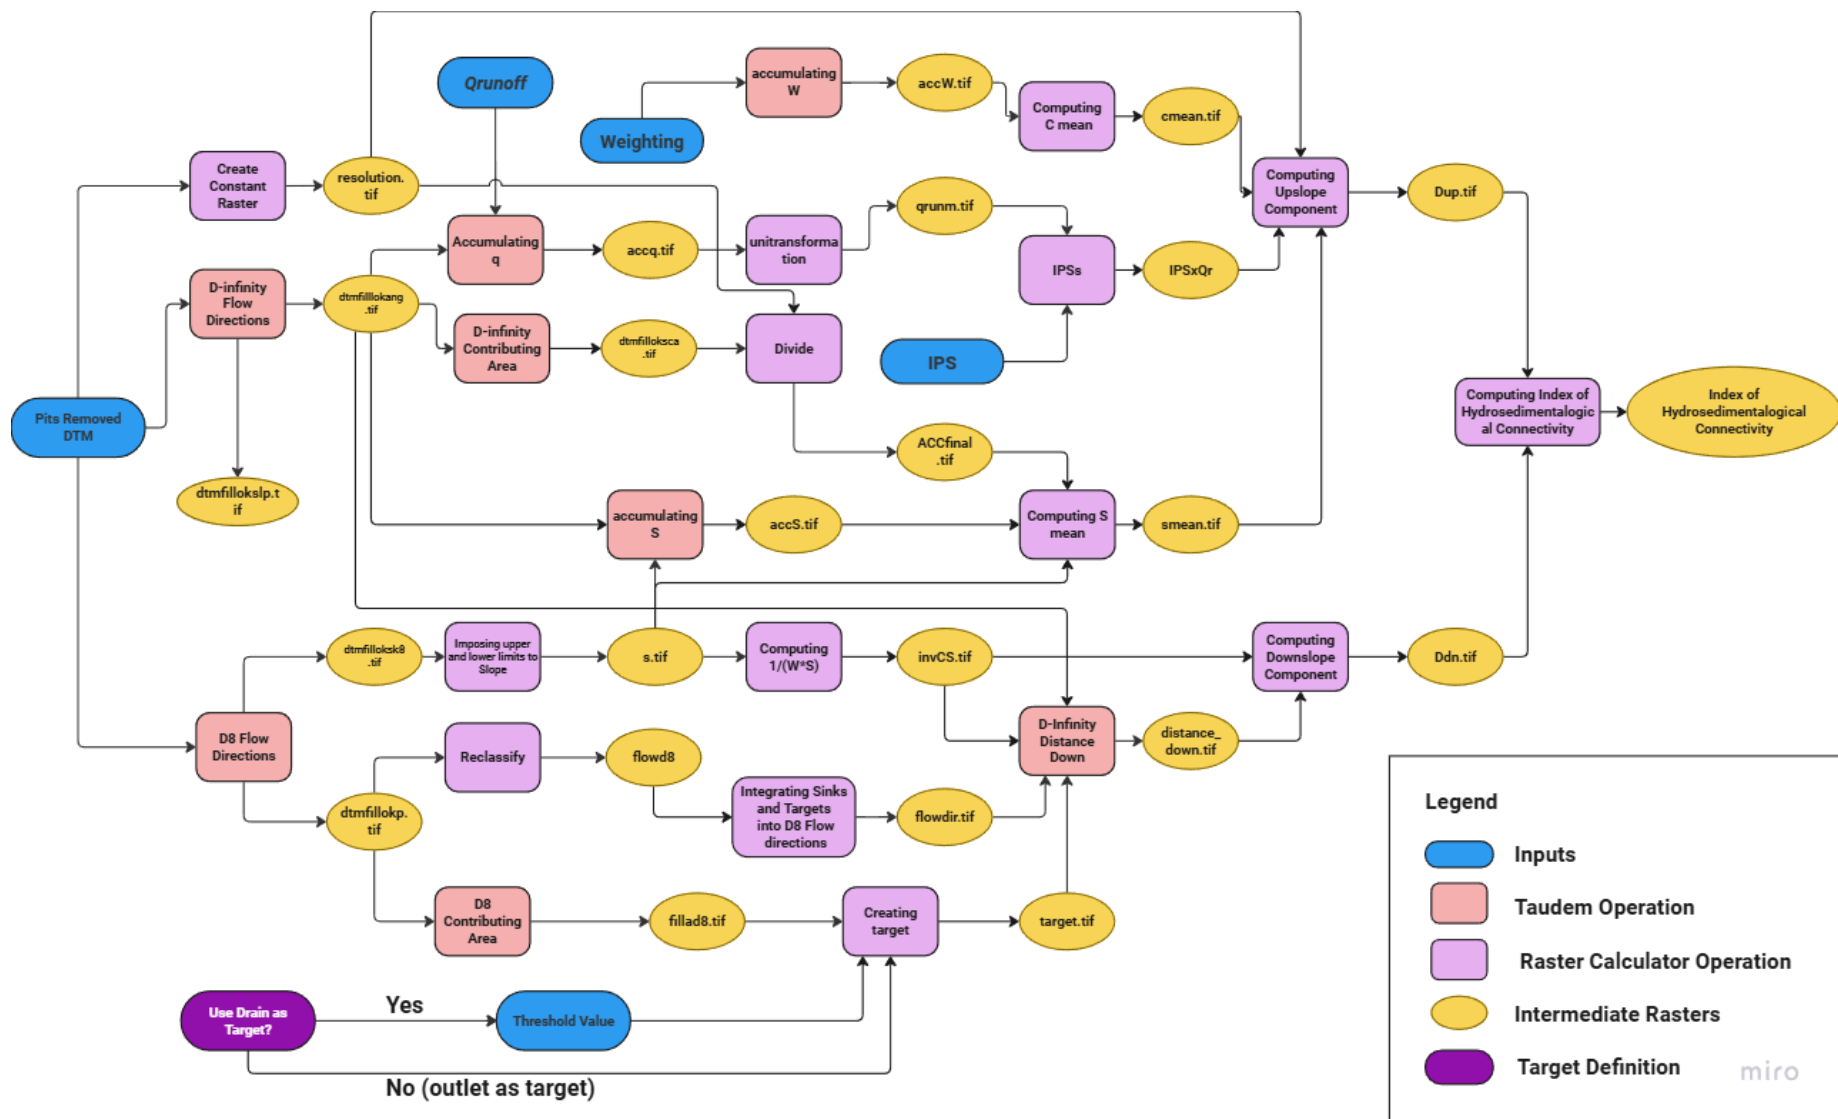 Qrunoff
accumulating
W
accW.tif
Computing
C mean
cmean.tif
Weighting
Create
Constant
Raster
resolution.
tif
Computing
Upslope
Component
Dup.tif
qrunm.tif
Accumulating
q
accq.tif
unitransforma
tion
IPSs
IPSxQr
D-infinity
Flow
Directions
dtmfilllokang
.tif
D-infinity
Contributing
Area
dtmfilloksca
.tif
Divide
IPS
Pits Removed
DTM
Computing Index of
Hydrosedimentalogic
al Connectivity
Index of
Hydrosedimentalogical
Connectivity
ACCfinal
.tif
dtmfillokslp.t
if
accumulating
S
accS.tif
Computing S
mean
smean.tif
dtmfilloksk8
.tif
Imposing upper
and lower limits to
Slope
s.tif
Computing
1/(W*S)
invCS.tif
Computing
Downslope
Component
Ddn.tif
D8 Flow
Directions
Reclassify
flowd8
D-Infinity
Distance
Down
distance_
down.tif
dtmfillokp.
tif
Integrating Sinks
and Targets
into D8 Flow
directions
flowdir.tif
D8
Contributing
Area
fillad8.tif
Creating
target
target.tif
Use Drain as
Target?
Yes
Threshold Value
No (outlet as target)
Legend
Inputs
Taudem Operation
Raster Calculator Operation
Intermediate Rasters
Target Definition
miro